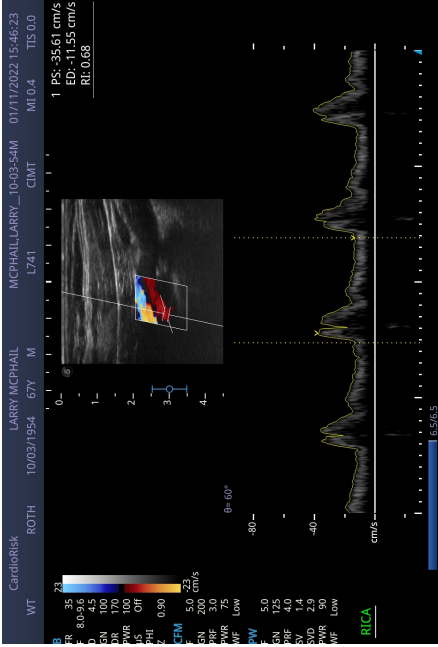 WT CardioRisk ROTH LARRY MCPHAIL 10/03/1954 67Y M MCPHAIL,LARRY__10-03-54M L741 CIMT 01/11/2022 15:46:23 MI 0.4 TIS 0.0
1 PS: -35.61 cm/s
ED: -11.55 cm/s
RI: 0.68
B
FR 35
F 8.0-9.6
D 4.5
GN 100
DR 170
PWR 100
µS Off
PHI
Z 0.90
CFM
F 5.0
GN 200
PRF 3.0
PWR 75
WF Low
PW
F 5.0
GN 125
PRF 4.0
SV 1.4
SVD 2.9
PWR 90
WF Low
RICA
23
-23
cm/s
0
1
2
3
4
θ= 60°
-80
-40
cm/s
6.5/6.5